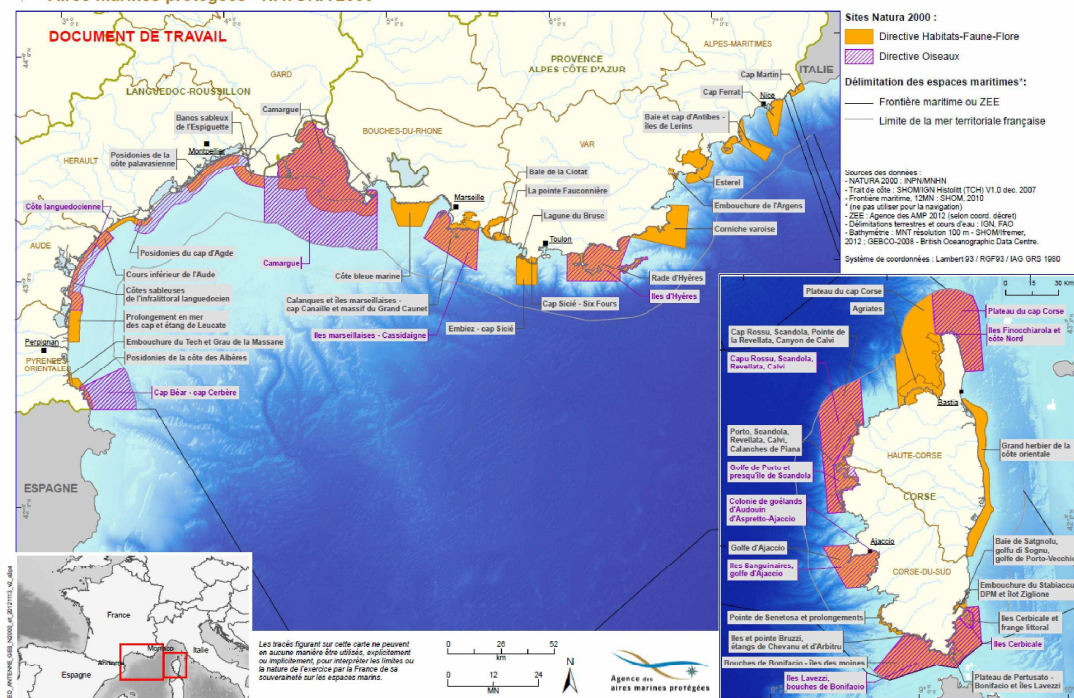 Aires marines protégées - NATURA 2000
DOCUMENT DE TRAVAIL
LANGUEDOC-ROUSSILLON
GARD
HERAULT
AUDE
PYRENEES
ORIENTALES
BOUCHES-DU-RHONE
PROVENCE
ALPES CÔTE D'AZUR
VAR
ALPES-MARITIMES
ITALIE
ESPAGNE
Montpellier
Perpignan
Marseille
Toulon
Nice
Camargue
Bancs sableux
de l'Espiguette
Posidonies de la
côte palavasienne
Côte languedocienne
Posidonies du cap d'Agde
Cours inférieur de l'Aude
Côtes sableuses
de l'infralittoral languedocien
Prolongement en mer
des cap et étang de Leucate
Embouchure du Tech et Grau de la Massane
Posidonies de la côte des Albères
Cap Béar - cap Cerbère
Camargue
Côte bleue marine
Calanques et îles marseillaises -
cap Canaille et massif du Grand Caunet
Iles marseillaises - Cassidaigne
Baie de la Ciotat
La pointe Fauconnière
Lagune du Brusc
Embiez - cap Sicié
Cap Sicié - Six Fours
Rade d'Hyères
Iles d'Hyères
Corniche varoise
Embouchure de l'Argens
Esterel
Baie et cap d'Antibes -
îles de Lerins
Cap Ferrat
Cap Martin
Sites Natura 2000 :
Directive Habitats-Faune-Flore
Directive Oiseaux
Délimitation des espaces maritimes*:
Frontière maritime ou ZEE
Limite de la mer territoriale française
Sources des données :
- NATURA 2000 : INPN/MNHN
- Trait de côte : SHOM/IGN Histolitt (TCH) V1.0 dec. 2007
- Frontière maritime, 12MN : SHOM, 2010
* (ne pas utiliser pour la navigation)
- ZEE : Agence des AMP 2012 (selon coord. décret)
- Délimitations terrestres et cours d'eau : IGN, FAO
- Bathymétrie : MNT résolution 100 m - SHOM/Ifremer,
2012 ; GEBCO-2008 - British Oceanographic Data Centre.
Système de coordonnées : Lambert 93 / RGF93 / IAG GRS 1980
0 15 30 Km
Plateau du cap Corse
Agriates
Plateau du cap Corse
Iles Finocchiarola et
côte Nord
Cap Rossu, Scandola, Pointe de
la Revellata, Canyon de Calvi
Capu Rossu, Scandola,
Revellata, Calvi
Bastia
Porto, Scandola,
Revellata, Calvi,
Calanches de Piana
Golfe de Porto et
presqu'île de Scandola
Colonie de goélands
d'Audouin
d'Aspretto-Ajaccio
HAUTE-CORSE
CORSE
CORSE-DU-SUD
Grand herbier de la
côte orientale
Ajaccio
Golfe d'Ajaccio
Iles Sanguinaires,
golfe d'Ajaccio
Baie de Satgnolu,
golfu di Sognu,
golfe de Porto-Vecchio
Embouchure du Stabiaccu,
DPM et îlot Ziglione
Pointe de Senetosa et prolongements
Iles et pointe Bruzzi,
étangs de Chevanu et d'Arbitru
Bouches de Bonifacio - îles des moines
Iles Lavezzi,
bouches de Bonifacio
Iles Cerbicale et
frange littoral
Iles Cerbicale
Plateau de Pertusato -
Bonifacio et îles Lavezzi
France
Monaco
Andorre
Italie
Espagne
Les tracés figurant sur cette carte ne peuvent
en aucune manière être utilisés, explicitement
ou implicitement, pour interpréter les limites ou
la nature de l'exercice par la France de sa
souveraineté sur les espaces marins.
0 26 52
km
0 12 24
MN
N
Agence des
aires marines protégées